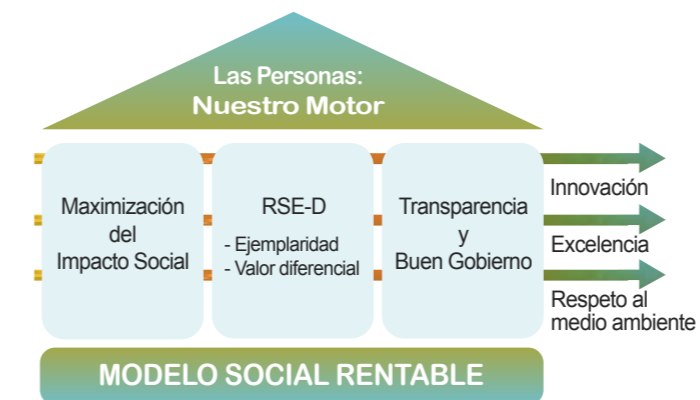 Las Personas:
Nuestro Motor
Maximización
del
Impacto Social
RSE-D
- Ejemplaridad
- Valor diferencial
Transparencia
y
Buen Gobierno
Innovación
Excelencia
Respeto al
medio ambiente
MODELO SOCIAL RENTABLE